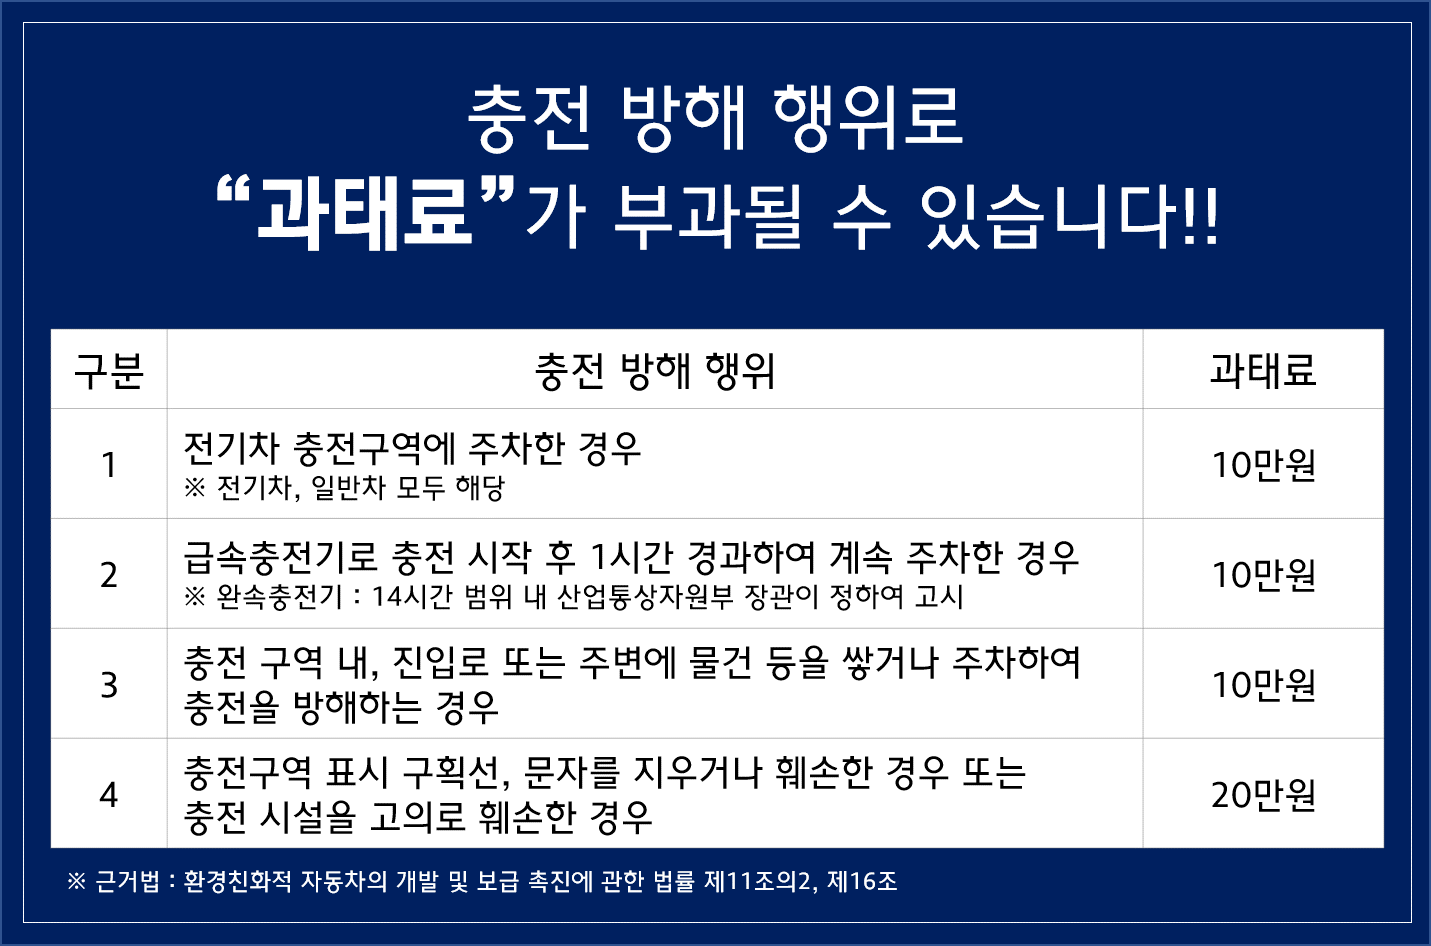 충전 방해 행위로
“과태료”가 부과될 수 있습니다!!
구분 충전 방해 행위 과태료
1 전기차 충전구역에 주차한 경우 10만원
※ 전기차, 일반차 모두 해당
2 급속충전기로 충전 시작 후 1시간 경과하여 계속 주차한 경우 10만원
※ 완속충전기 : 14시간 범위 내 산업통상자원부 장관이 정하여 고시
3 충전 구역 내, 진입로 또는 주변에 물건 등을 쌓거나 주차하여 10만원
충전을 방해하는 경우
4 충전구역 표시 구획선, 문자를 지우거나 훼손한 경우 또는 20만원
충전 시설을 고의로 훼손한 경우
※ 근거법 : 환경친화적 자동차의 개발 및 보급 촉진에 관한 법률 제11조의2, 제16조